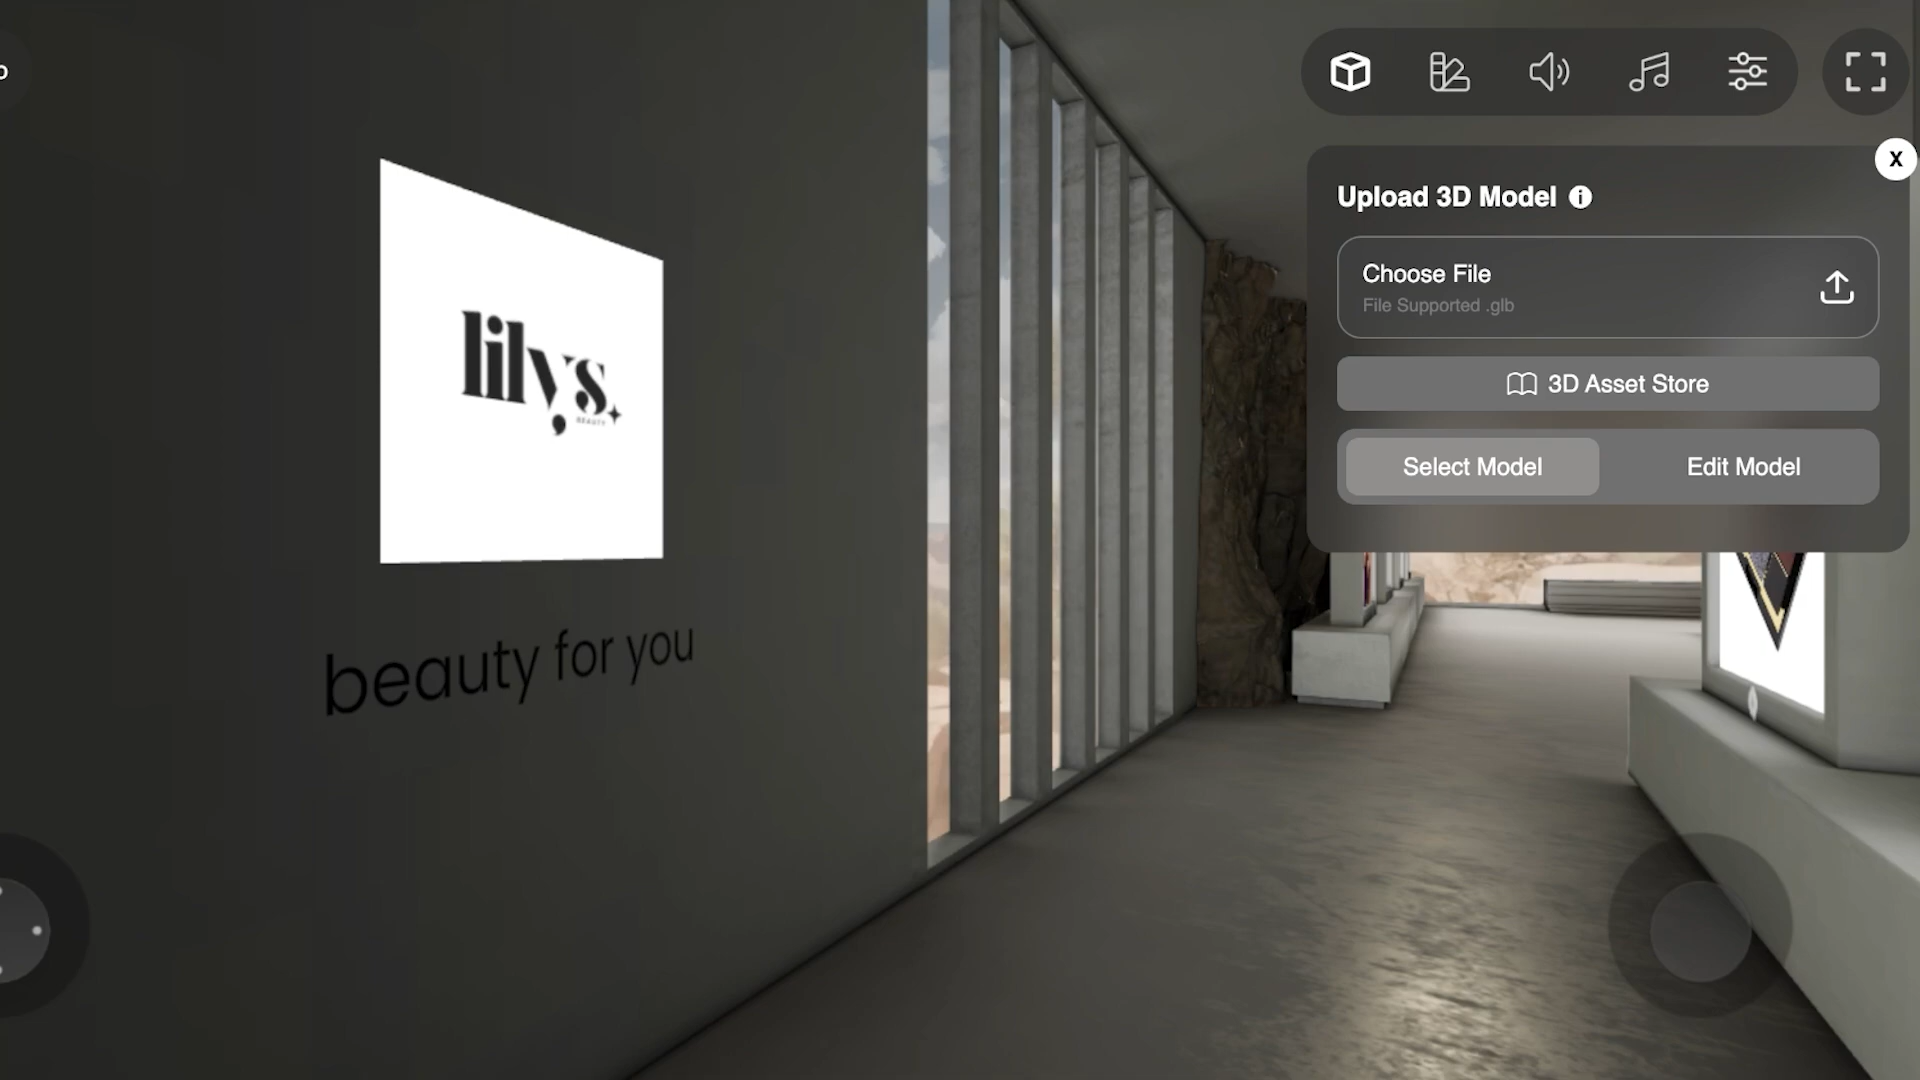 X
Upload 3D Model
Choose File
File Supported .glb
3D Asset Store
Select Model
Edit Model
lilys.
BEAUTY
beauty for you